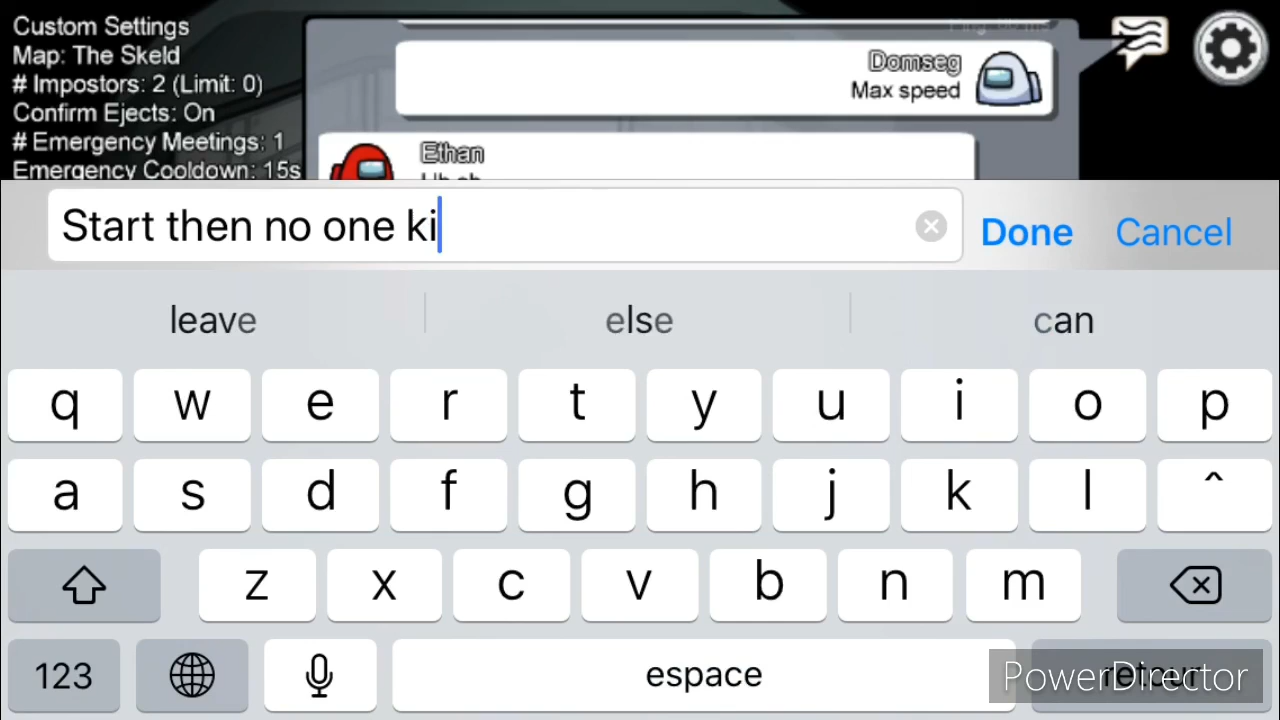 Custom Settings
Map: The Skeld
# Impostors: 2 (Limit: 0)
Confirm Ejects: On
# Emergency Meetings: 1
Emergency Cooldown: 15s
Domseg
Max speed
Ethan
Start then no one ki
Done
Cancel
leave
else
can
q w e r t y u i o p
a s d f g h j k l ^
z x c v b n m
123
espace
retour
PowerDirector